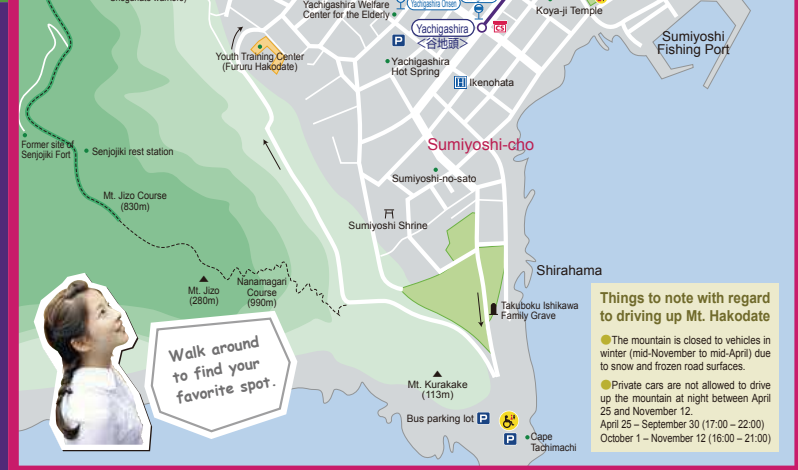 Yachigashira Welfare
Center for the Elderly
Yachigashira Onsen
Koya-ji Temple
Yachigashira
<谷地頭>
CS
Sumiyoshi
Fishing Port
Youth Training Center
(Fururu Hakodate)
P
Yachigashira
Hot Spring
H
Ikenohata
Former site of
Senjojiki Fort
Senjojiki rest station
Sumiyoshi-cho
Sumiyoshi-no-sato
Mt. Jizo Course
(830m)
Sumiyoshi Shrine
Shirahama
Mt. Jizo
(280m)
Nanamagari
Course
(990m)
Takuboku Ishikawa
Family Grave
Things to note with regard
to driving up Mt. Hakodate
●The mountain is closed to vehicles in
winter (mid-November to mid-April) due
to snow and frozen road surfaces.
●Private cars are not allowed to drive
up the mountain at night between April
25 and November 12.
April 25 – September 30 (17:00 – 22:00)
October 1 – November 12 (16:00 – 21:00)
Walk around
to find your
favorite spot.
Mt. Kurakake
(113m)
Bus parking lot P
P
Cape
Tachimachi